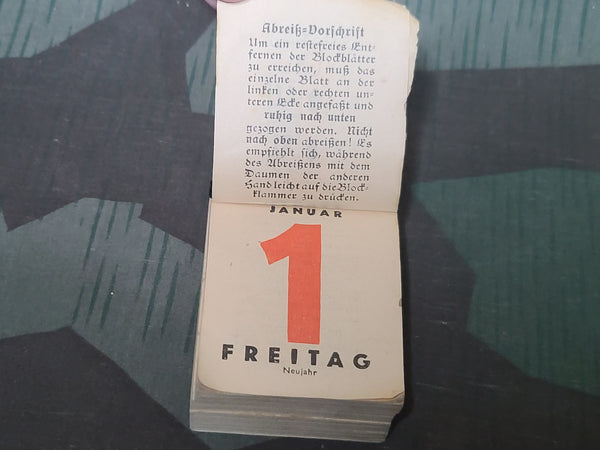 Abreiß-Vorschrift
Um ein restefreies Ent-
fernen der Blockblätter
zu erreichen, muß das
einzelne Blatt an der
linken oder rechten un-
teren Ecke angefaßt und
ruhig nach unten
gezogen werden. Nicht
nach oben abreißen! Es
empfiehlt sich, während
des Abreißens mit dem
Daumen der anderen
Hand leicht auf die Block-
klammer zu drücken.
JANUAR
1
FREITAG
Neujahr